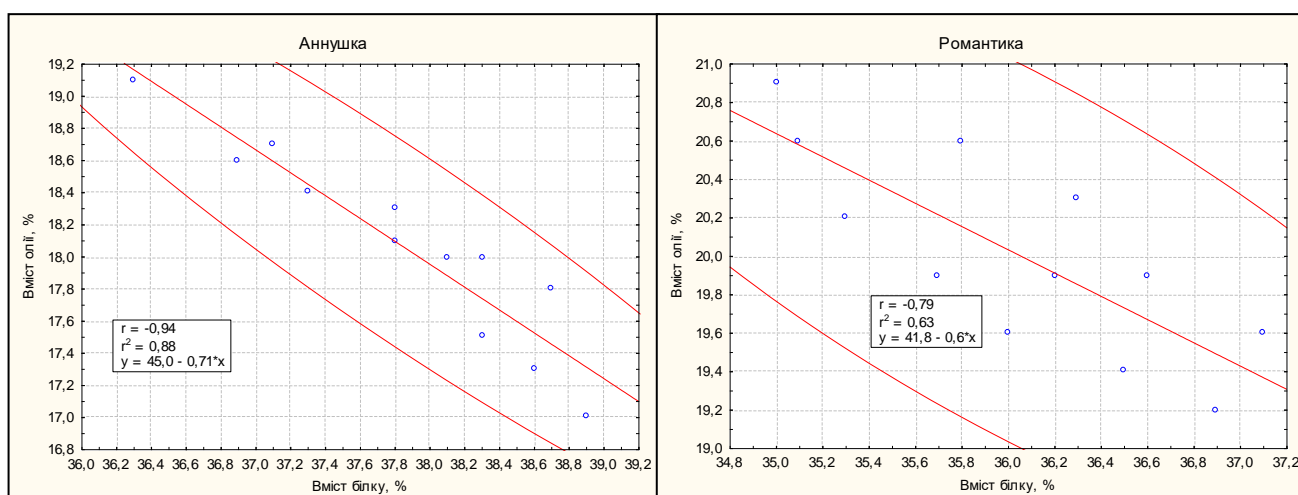 Аннушка
19,2
19,0
18,8
18,6
18,4
18,2
18,0
17,8
17,6
17,4
17,2
17,0
16,8
Вміст олії, %
r = -0,94
r² = 0,88
y = 45,0 - 0,71*x
36,0 36,2 36,4 36,6 36,8 37,0 37,2 37,4 37,6 37,8 38,0 38,2 38,4 38,6 38,8 39,0 39,2
Вміст білку, %
Романтика
21,0
20,8
20,6
20,4
20,2
20,0
19,8
19,6
19,4
19,2
19,0
Вміст олії, %
r = -0,79
r² = 0,63
y = 41,8 - 0,6*x
34,8 35,0 35,2 35,4 35,6 35,8 36,0 36,2 36,4 36,6 36,8 37,0 37,2
Вміст білку, %